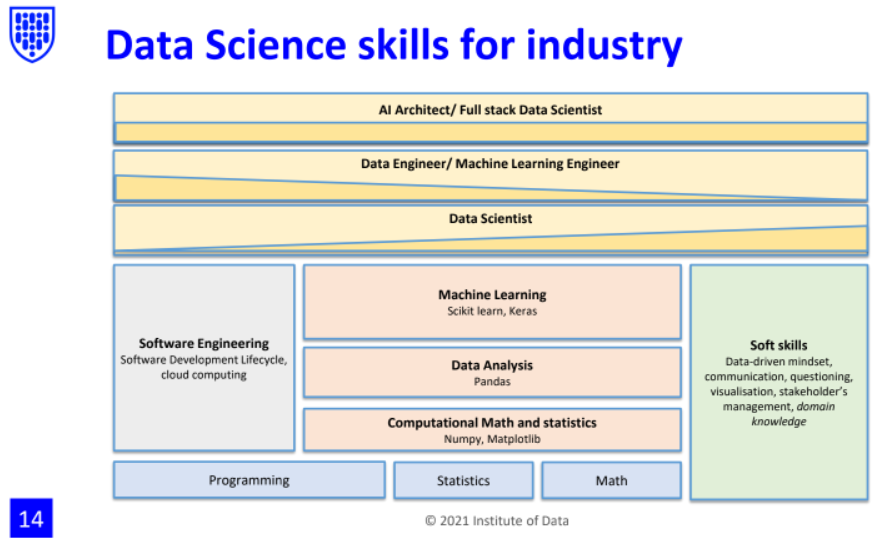 Data Science skills for industry
AI Architect/ Full stack Data Scientist
Data Engineer/ Machine Learning Engineer
Data Scientist
Software Engineering
Software Development Lifecycle,
cloud computing
Machine Learning
Scikit learn, Keras
Data Analysis
Pandas
Computational Math and statistics
Numpy, Matplotlib
Soft skills
Data-driven mindset,
communication, questioning,
visualisation, stakeholder's
management, domain
knowledge
Programming
Statistics
Math
14
© 2021 Institute of Data